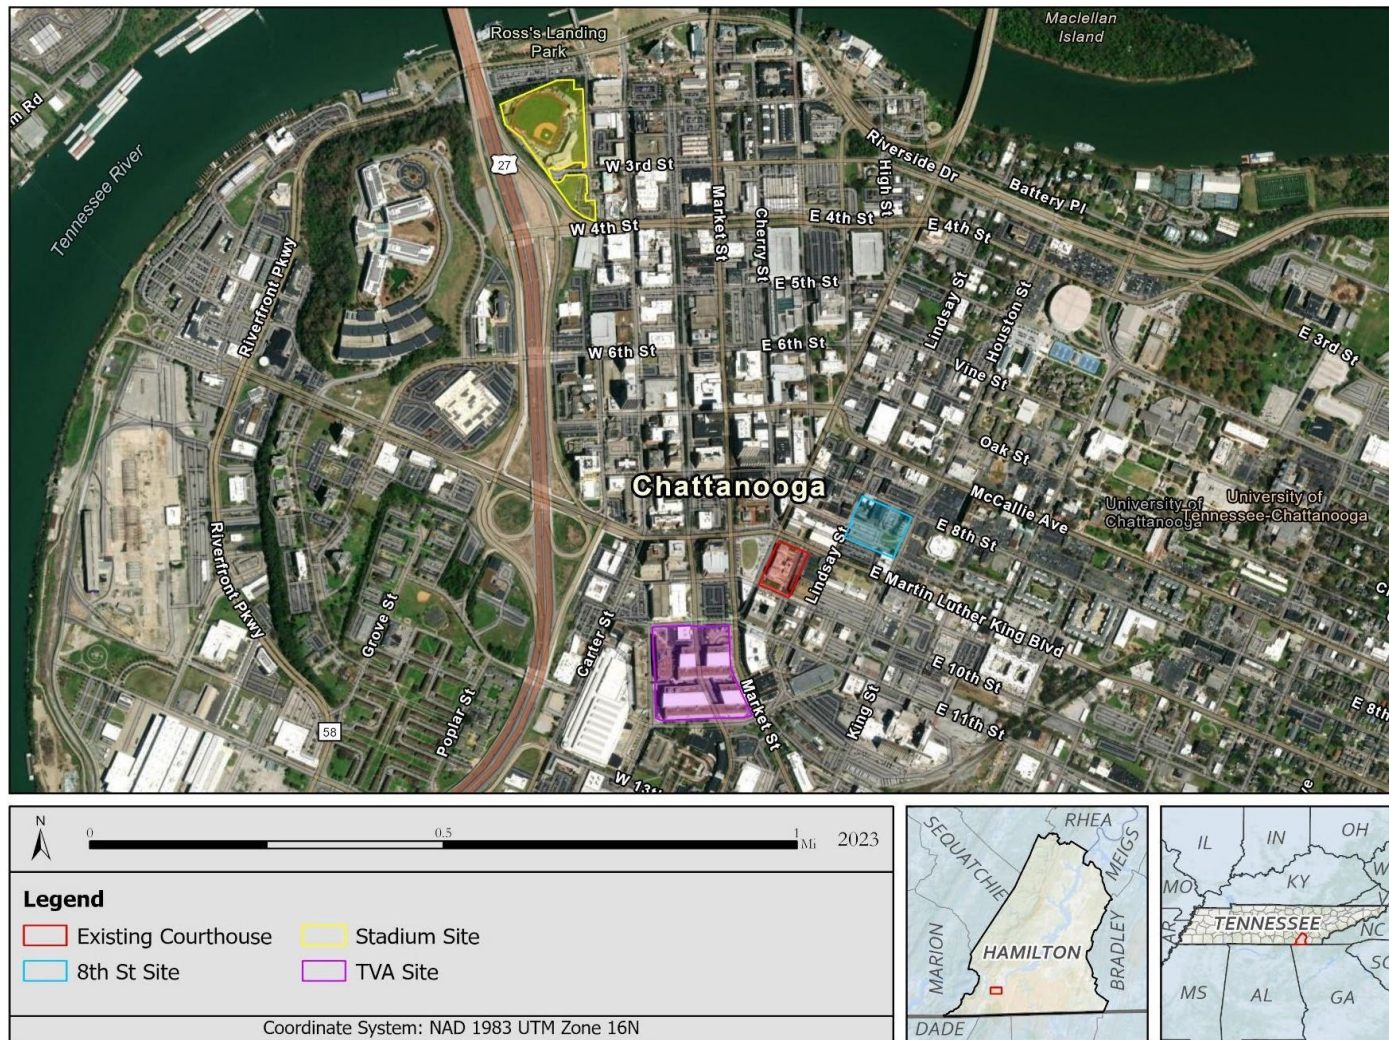 Maclellan
Island
Ross's Landing
Park
m Rd
Tennessee River
27
W 3rd St
Riverside Dr
High St
Battery Pl
Market St
Cherry St
E 4th St
W 4th St
E 4th St
Riverfront Pkwy
E 5th St
Lindsay St
Houston St
E 3rd St
W 6th St
E 6th St
Vine St
Oak St
Chattanooga
McCallie Ave
University of
Chattanooga
University of
Tennessee-Chattanooga
E 8th St
Lindsay St
Riverfront Pkwy
E Martin Luther King Blvd
Grove St
Carter St
E 10th St
Market St
King St
E 11th St
E 8th
Poplar St
58
W 13th
N
0
0.5
1
Mi
2023
Legend
Existing Courthouse
Stadium Site
8th St Site
TVA Site
Coordinate System: NAD 1983 UTM Zone 16N
RHEA
SEQUATCHIE
MEIGS
MARION
HAMILTON
BRADLEY
DADE
IL
IN
OH
MO
KY
W
V
AR
TENNESSEE
NC
SC
MS
AL
GA